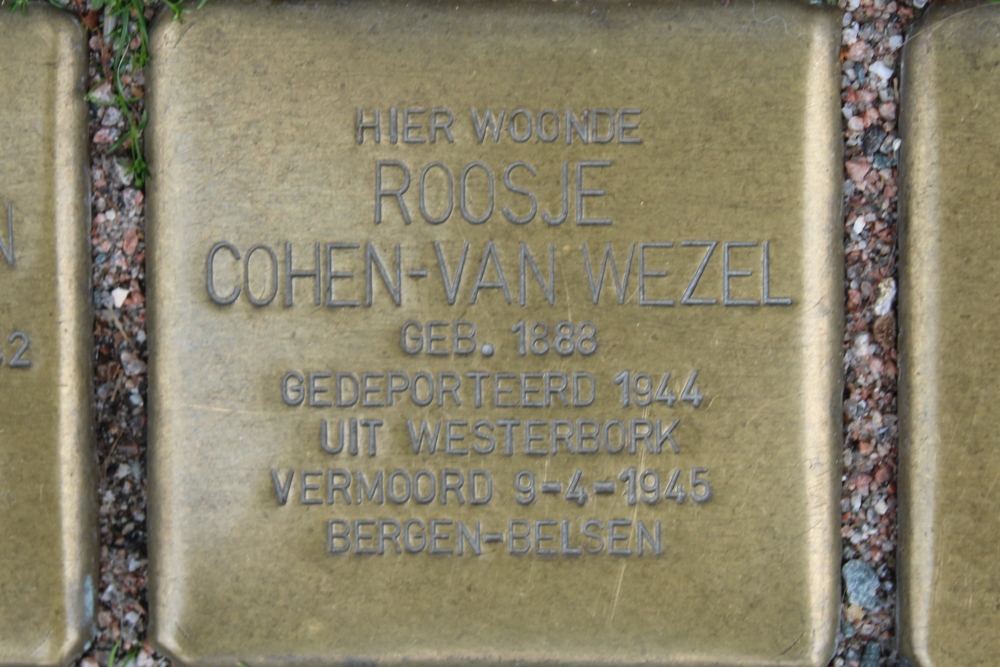 HIER WOONDE
ROOSJE
COHEN-VAN WEZEL
GEB. 1888
GEDEPORTEERD 1944
UIT WESTERBORK
VERMOORD 9-4-1945
BERGEN-BELSEN